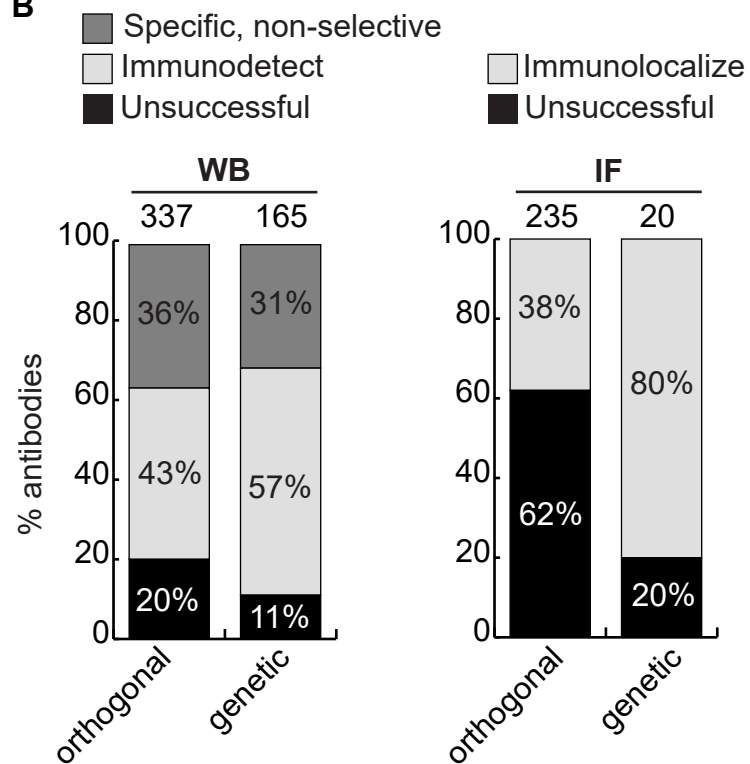 B
Specific, non-selective
Immunodetect
Unsuccessful
Immunolocalize
Unsuccessful
WB
337 165
100
80
60
40
20
0
% antibodies
36%
43%
20%
31%
57%
11%
orthogonal
genetic
IF
235 20
100
80
60
40
20
0
38%
62%
80%
20%
orthogonal
genetic